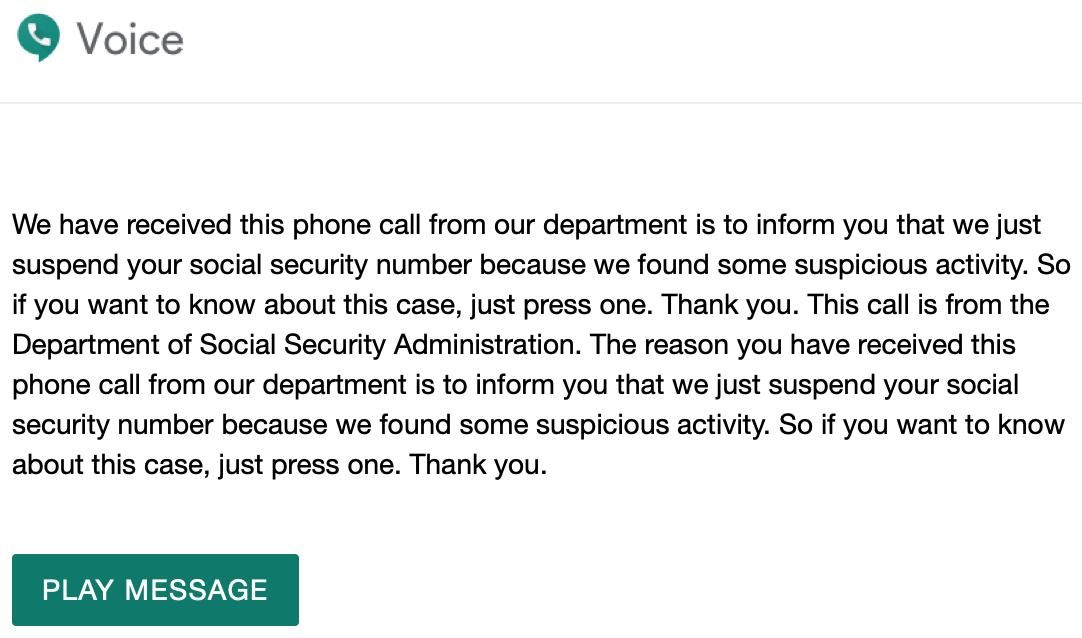 Voice
We have received this phone call from our department is to inform you that we just
suspend your social security number because we found some suspicious activity. So
if you want to know about this case, just press one. Thank you. This call is from the
Department of Social Security Administration. The reason you have received this
phone call from our department is to inform you that we just suspend your social
security number because we found some suspicious activity. So if you want to know
about this case, just press one. Thank you.
PLAY MESSAGE